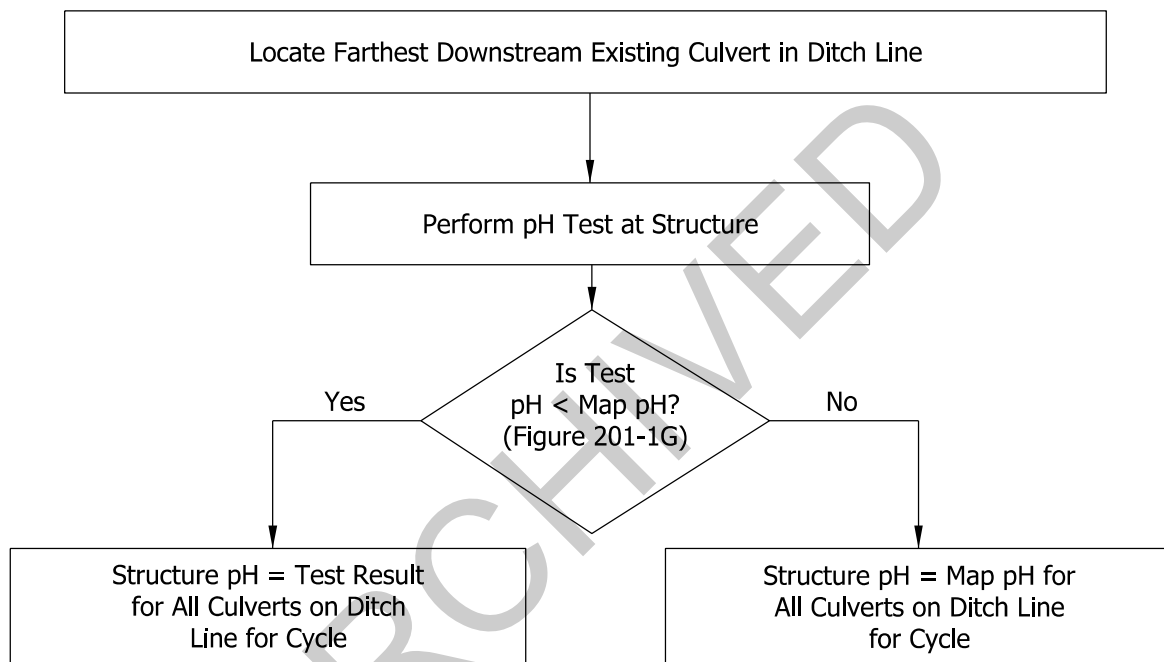 Locate Farthest Downstream Existing Culvert in Ditch Line
Perform pH Test at Structure
Is Test
pH < Map pH?
(Figure 201-1G)
Yes
No
Structure pH = Test Result
for All Culverts on Ditch
Line for Cycle
Structure pH = Map pH for
All Culverts on Ditch Line
for Cycle
ARCHIVED